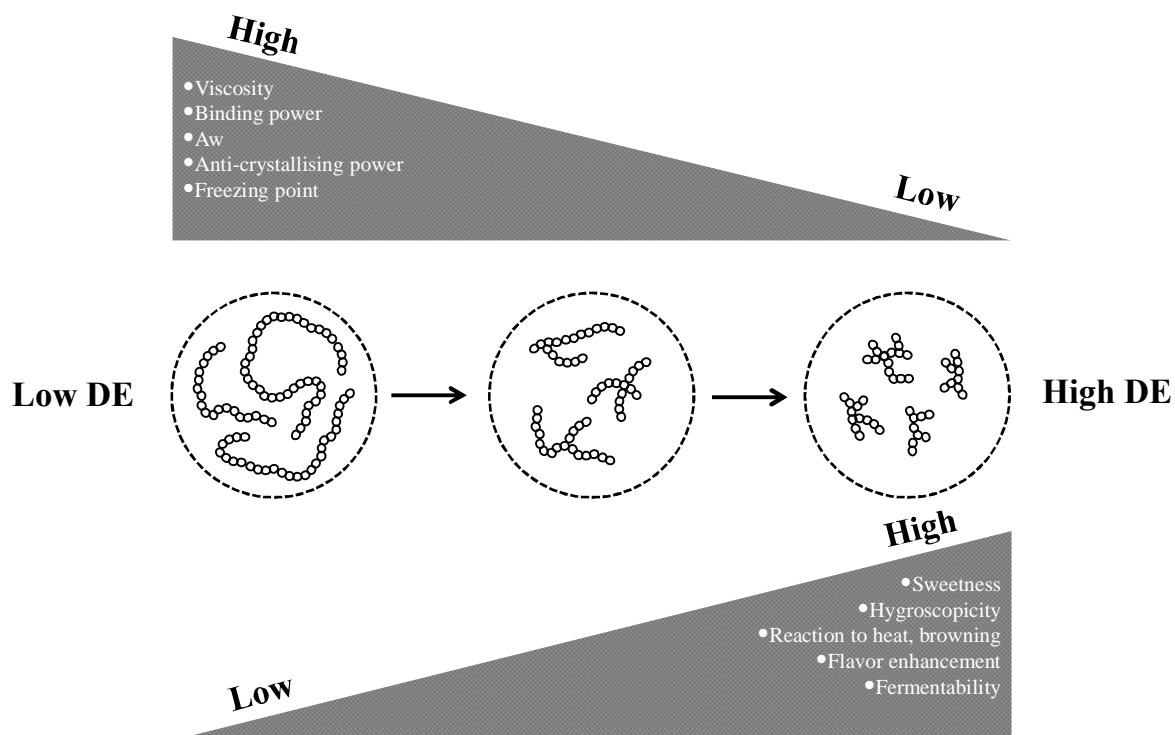 High
•Viscosity
•Binding power
•Aw
•Anti-crystallising power
•Freezing point
Low
Low DE
High DE
High
•Sweetness
•Hygroscopicity
•Reaction to heat, browning
•Flavor enhancement
•Fermentability
Low